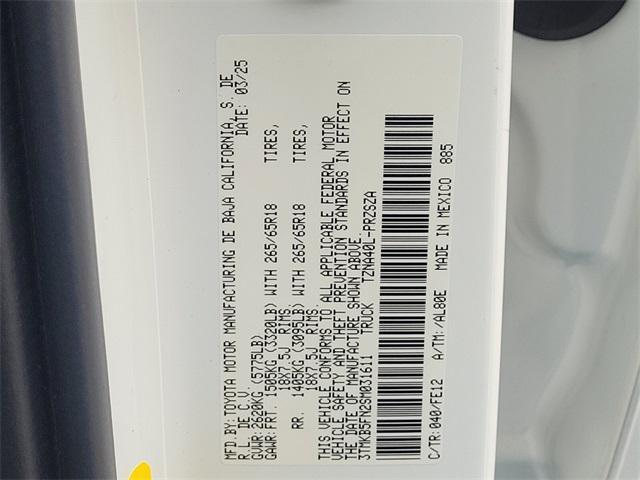 MFD.BY: TOYOTA MOTOR MANUFACTURING DE BAJA CALIFORNIA, S. DE
R.L. DE C.V. DATE: 03/25
GVWR: 2620KG (5775LB)
GAWR: FRT. 1505KG (3320LB) WITH 265/65R18 TIRES,
18X7.5J RIMS,
RR. 1405KG (3095LB) WITH 265/65R18 TIRES,
18X7.5J RIMS.
THIS VEHICLE CONFORMS TO ALL APPLICABLE FEDERAL MOTOR
VEHICLE SAFETY AND THEFT PREVENTION STANDARDS IN EFFECT ON
THE DATE OF MANUFACTURE SHOWN ABOVE.
3TMKB5FN2SM031611 TRUCK TZNA40L-PRZSZA
C/TR: 040/FE12 A/TM: /AL80E MADE IN MEXICO 885